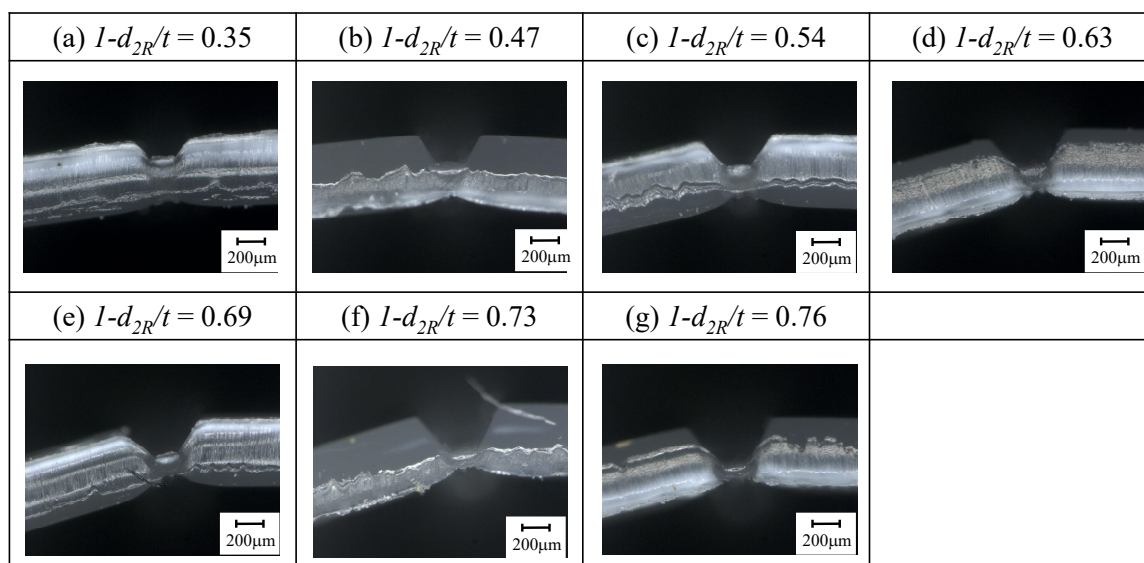 (a) 1-d2R/t = 0.35
(b) 1-d2R/t = 0.47
(c) 1-d2R/t = 0.54
(d) 1-d2R/t = 0.63
200μm
200μm
200μm
200μm
(e) 1-d2R/t = 0.69
(f) 1-d2R/t = 0.73
(g) 1-d2R/t = 0.76
200μm
200μm
200μm